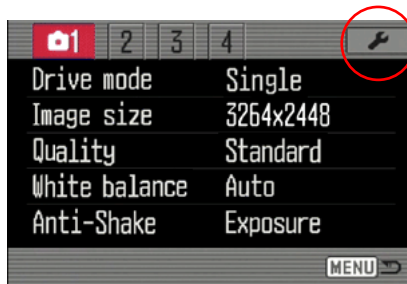 1 2 3 4
Drive mode Single
Image size 3264x2448
Quality Standard
White balance Auto
Anti-Shake Exposure
MENU